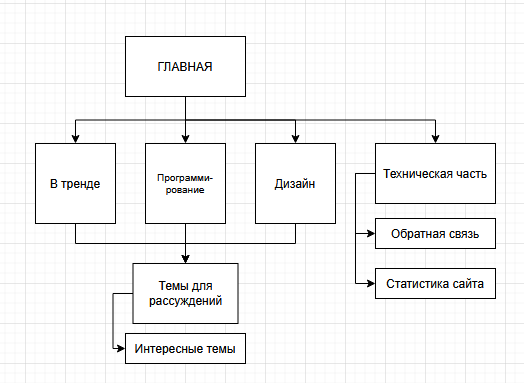 ГЛАВНАЯ
В тренде
Программи-
рование
Дизайн
Техническая часть
Обратная связь
Статистика сайта
Темы для
рассуждений
Интересные темы